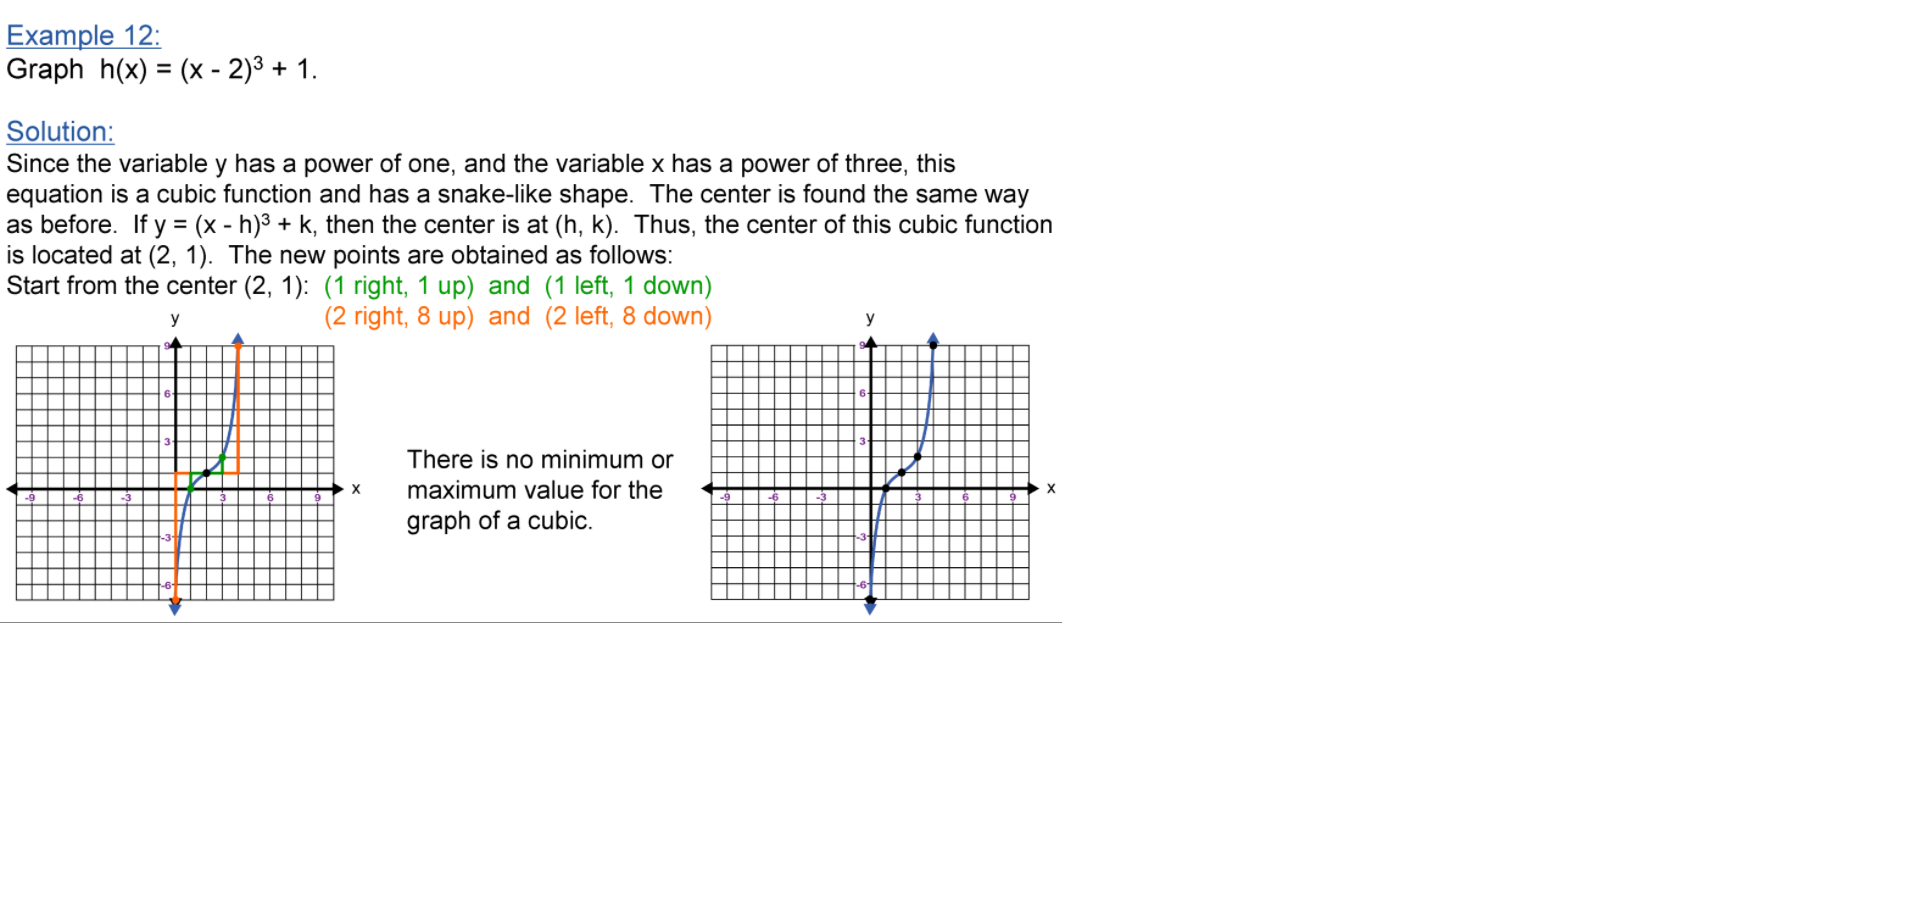 Example 12:
Graph h(x) = (x - 2)³ + 1.
Solution:
Since the variable y has a power of one, and the variable x has a power of three, this
equation is a cubic function and has a snake-like shape. The center is found the same way
as before. If y = (x - h)³ + k, then the center is at (h, k). Thus, the center of this cubic function
is located at (2, 1). The new points are obtained as follows:
Start from the center (2, 1): (1 right, 1 up) and (1 left, 1 down)
(2 right, 8 up) and (2 left, 8 down)
y
9
6
3
-9 -6 -3 3 6 9 x
-3
-6
There is no minimum or
maximum value for the
graph of a cubic.
y
9
6
3
-9 -6 -3 3 6 9 x
-3
-6